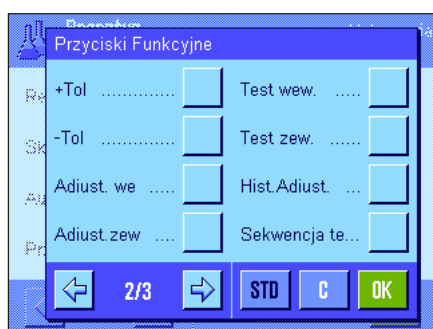 Przyciski Funkcyjne
+Tol ..............
Test wew. .....
-Tol ..............
Test zew. ......
Adiust. we .....
Hist.Adiust. ...
Adiust.zew ....
Sekwencja te...
2/3
STD
C
OK